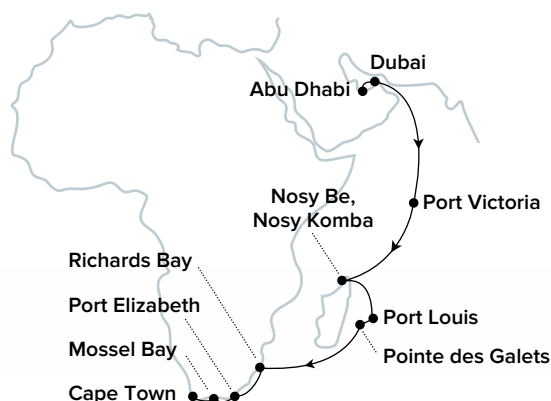 Dubai
Abu Dhabi
Port Victoria
Nosy Be,
Nosy Komba
Richards Bay
Port Elizabeth
Port Louis
Mossel Bay
Pointe des Galets
Cape Town